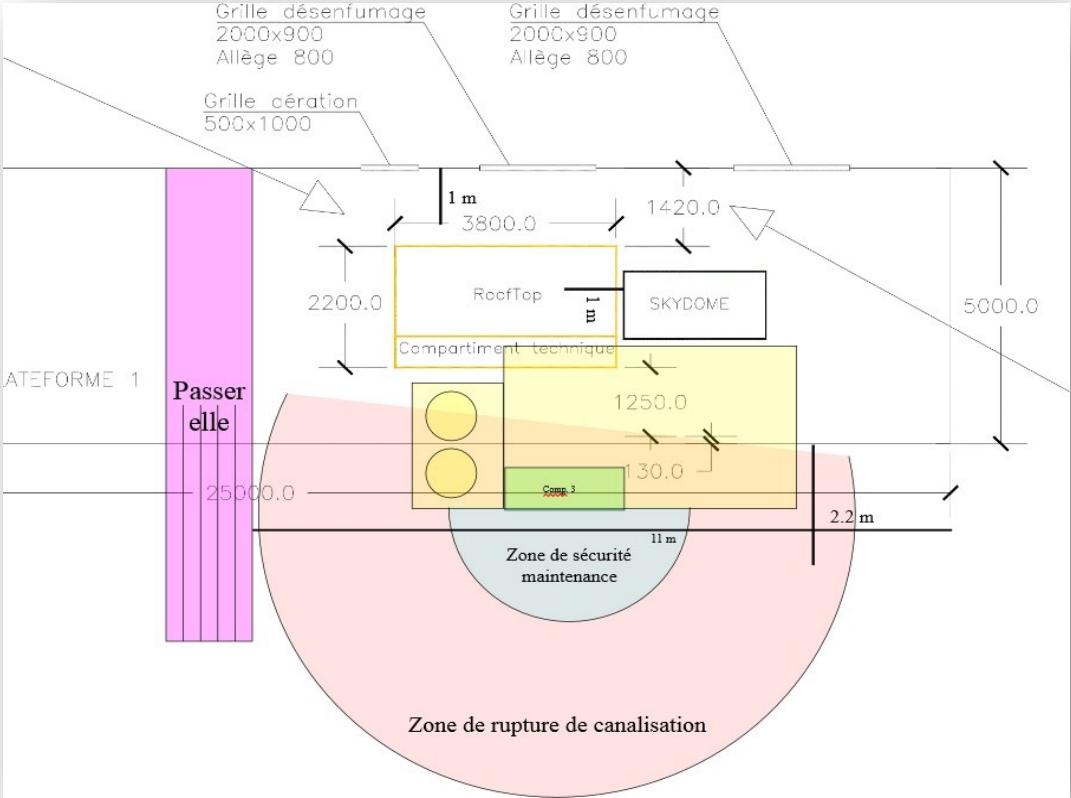 Grille désenfumage
2000x900
Allège 800
Grille désenfumage
2000x900
Allège 800
Grille aération
500x1000
1 m
3800.0
1420.0
2200.0
RoofTop
1 m
SKYDOME
5000.0
Compartiment technique
ATEFORME 1
Passer
elle
1250.0
130.0
25000.0
Comp. 3
2.2 m
11 m
Zone de sécurité
maintenance
Zone de rupture de canalisation